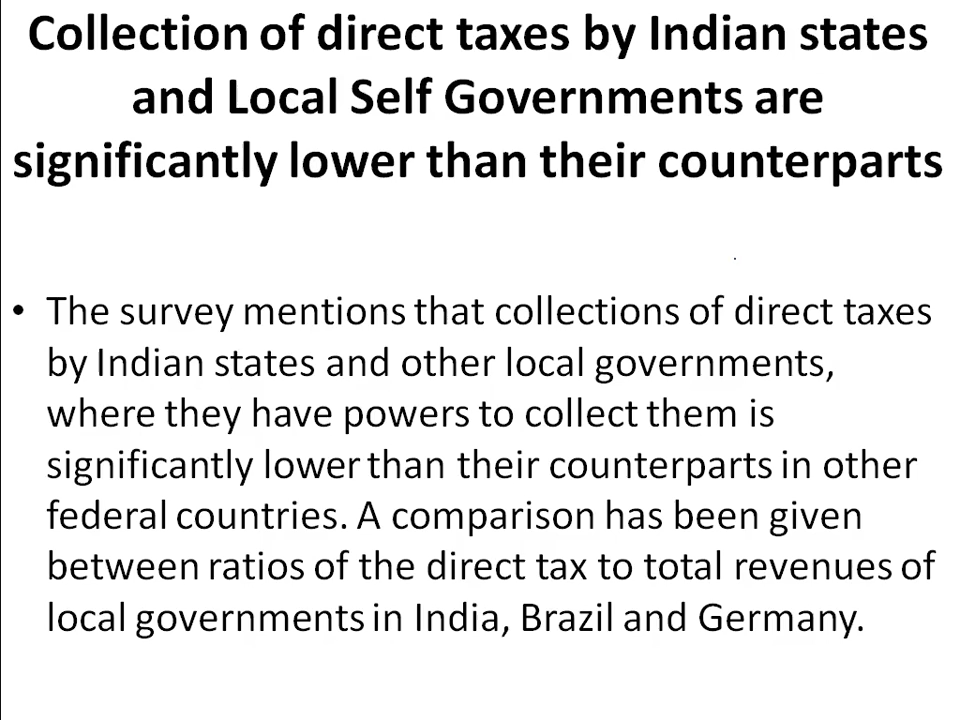 Collection of direct taxes by Indian states
and Local Self Governments are
significantly lower than their counterparts
• The survey mentions that collections of direct taxes
by Indian states and other local governments,
where they have powers to collect them is
significantly lower than their counterparts in other
federal countries. A comparison has been given
between ratios of the direct tax to total revenues of
local governments in India, Brazil and Germany.